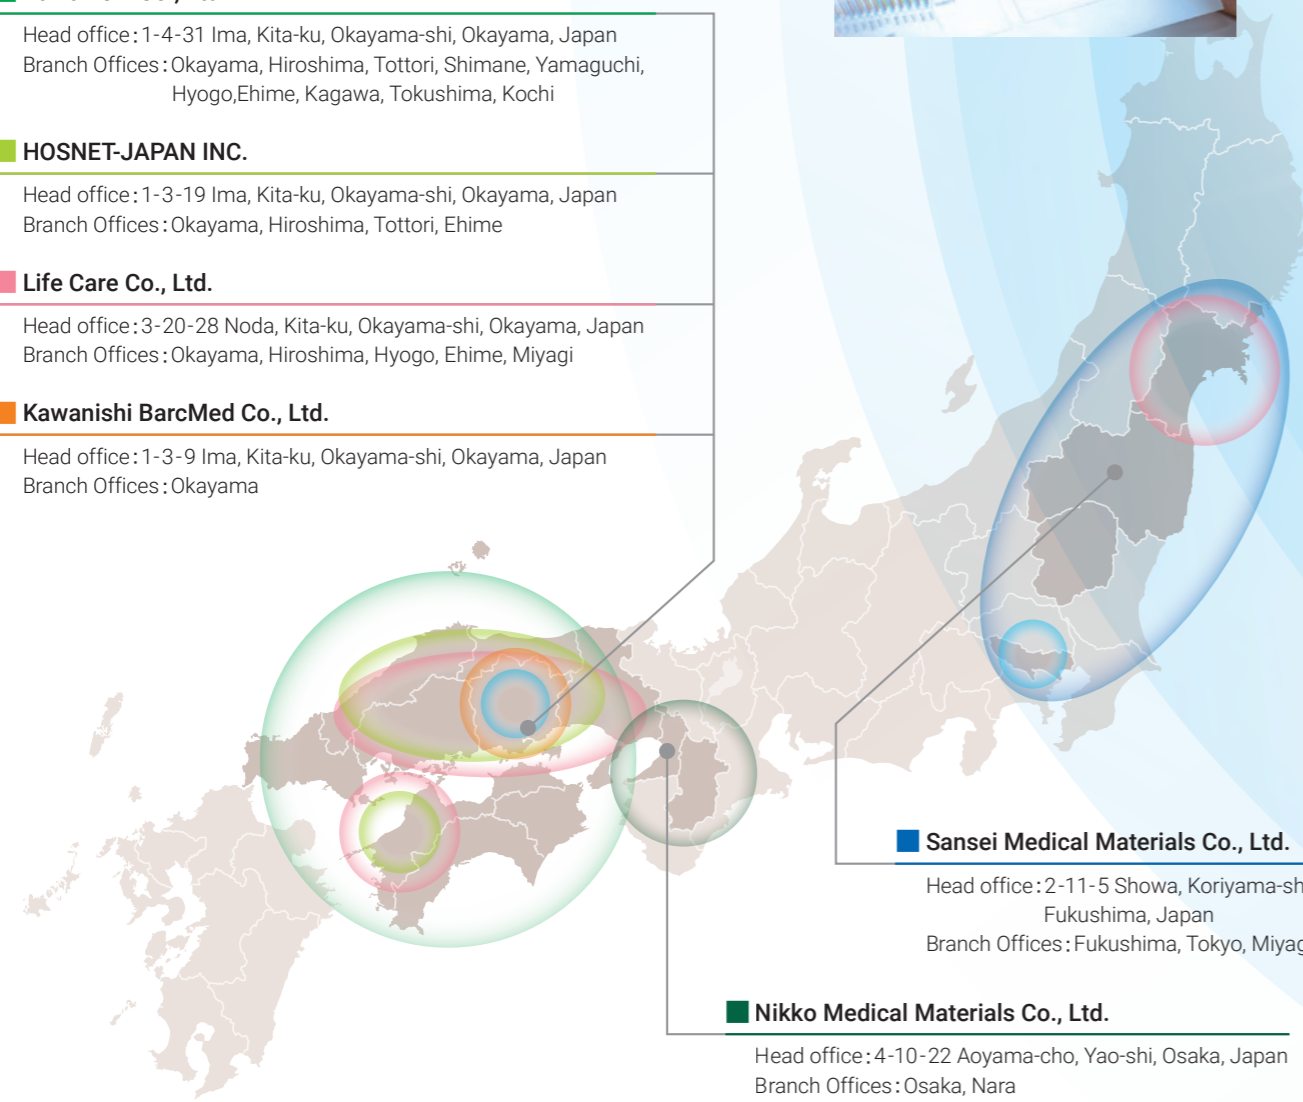 Head office:1-4-31 Ima, Kita-ku, Okayama-shi, Okayama, Japan
Branch Offices:Okayama, Hiroshima, Tottori, Shimane, Yamaguchi,
Hyogo,Ehime, Kagawa, Tokushima, Kochi
HOSNET-JAPAN INC.
Head office:1-3-19 Ima, Kita-ku, Okayama-shi, Okayama, Japan
Branch Offices:Okayama, Hiroshima, Tottori, Ehime
Life Care Co., Ltd.
Head office:3-20-28 Noda, Kita-ku, Okayama-shi, Okayama, Japan
Branch Offices:Okayama, Hiroshima, Hyogo, Ehime, Miyagi
Kawanishi BarcMed Co., Ltd.
Head office:1-3-9 Ima, Kita-ku, Okayama-shi, Okayama, Japan
Branch Offices:Okayama
Sansei Medical Materials Co., Ltd.
Head office:2-11-5 Showa, Koriyama-sh
Fukushima, Japan
Branch Offices:Fukushima, Tokyo, Miyag
Nikko Medical Materials Co., Ltd.
Head office:4-10-22 Aoyama-cho, Yao-shi, Osaka, Japan
Branch Offices:Osaka, Nara